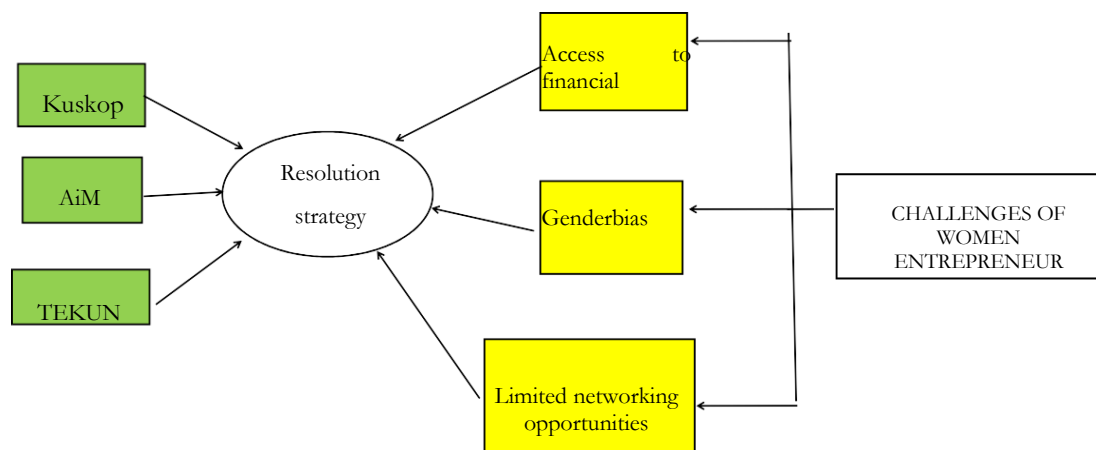 Kuskop
AiM
TEKUN
Resolution
strategy
Access to
financial
Genderbias
Limited networking
opportunities
CHALLENGES OF
WOMEN
ENTREPRENEUR